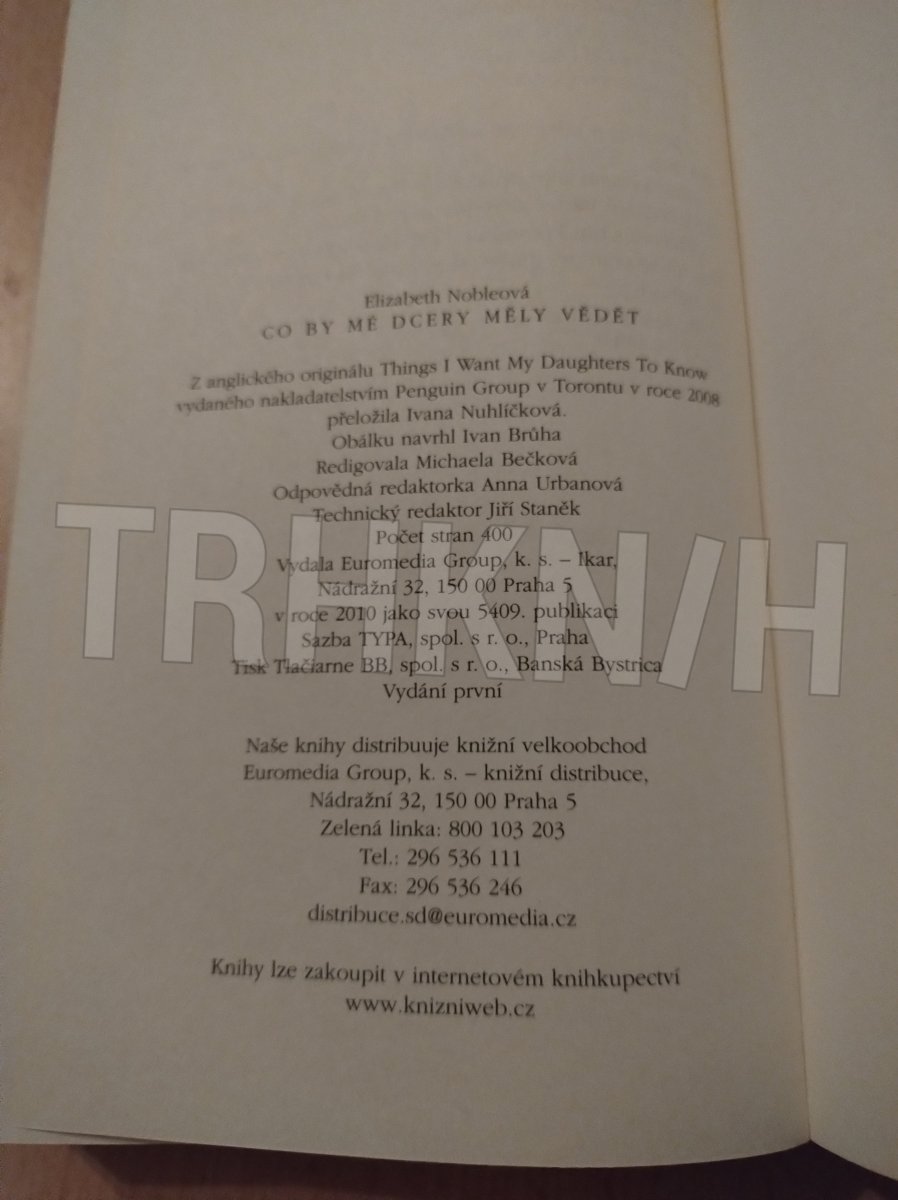 Elizabeth Nobleová
CO BY MÉ DCERY MĚLY VĚDĚT
Z anglického originálu Things I Want My Daughters To Know
vydaného nakladatelstvím Penguin Group v Torontu v roce 2008
přeložila Ivana Nuhlíčková.
Obálku navrhl Ivan Brůha
Redigovala Michaela Bečková
Odpovědná redaktorka Anna Urbanová
Technický redaktor Jiří Staněk
Počet stran 400
Vydala Euromedia Group, k. s. – Ikar,
Nádražní 32, 150 00 Praha 5
v roce 2010 jako svou 5409. publikaci
Sazba TYPA, spol. s r. o., Praha
Tisk Tlačiarne BB, spol. s r. o., Banská Bystrica
Vydání první
Naše knihy distribuuje knižní velkoobchod
Euromedia Group, k. s. – knižní distribuce,
Nádražní 32, 150 00 Praha 5
Zelená linka: 800 103 203
Tel.: 296 536 111
Fax: 296 536 246
distribuce.sd@euromedia.cz
Knihy lze zakoupit v internetovém knihkupectví
www.knizniweb.cz
TRHKN/H